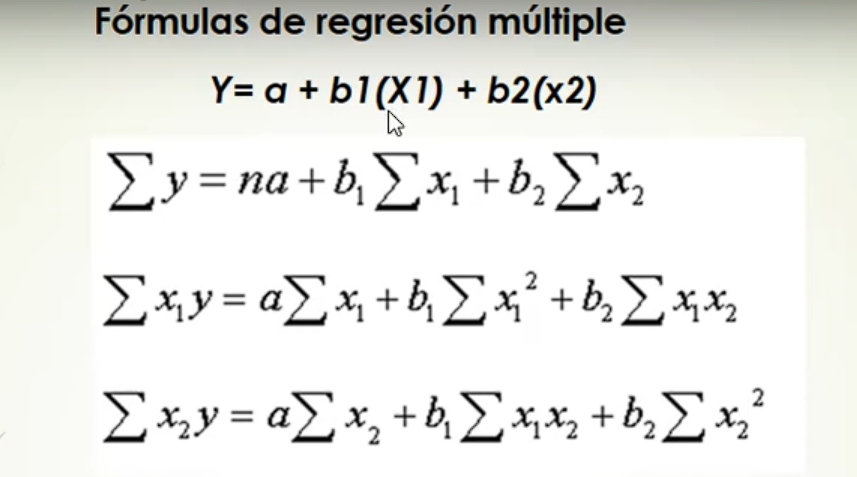 Fórmulas de regresión múltiple
Y= a + b1(X1) + b2(x2)
∑y = na + b₁∑x₁ + b₂∑x₂
∑x₁y = a∑x₁ + b₁∑x₁² + b₂∑x₁x₂
∑x₂y = a∑x₂ + b₁∑x₁x₂ + b₂∑x₂²